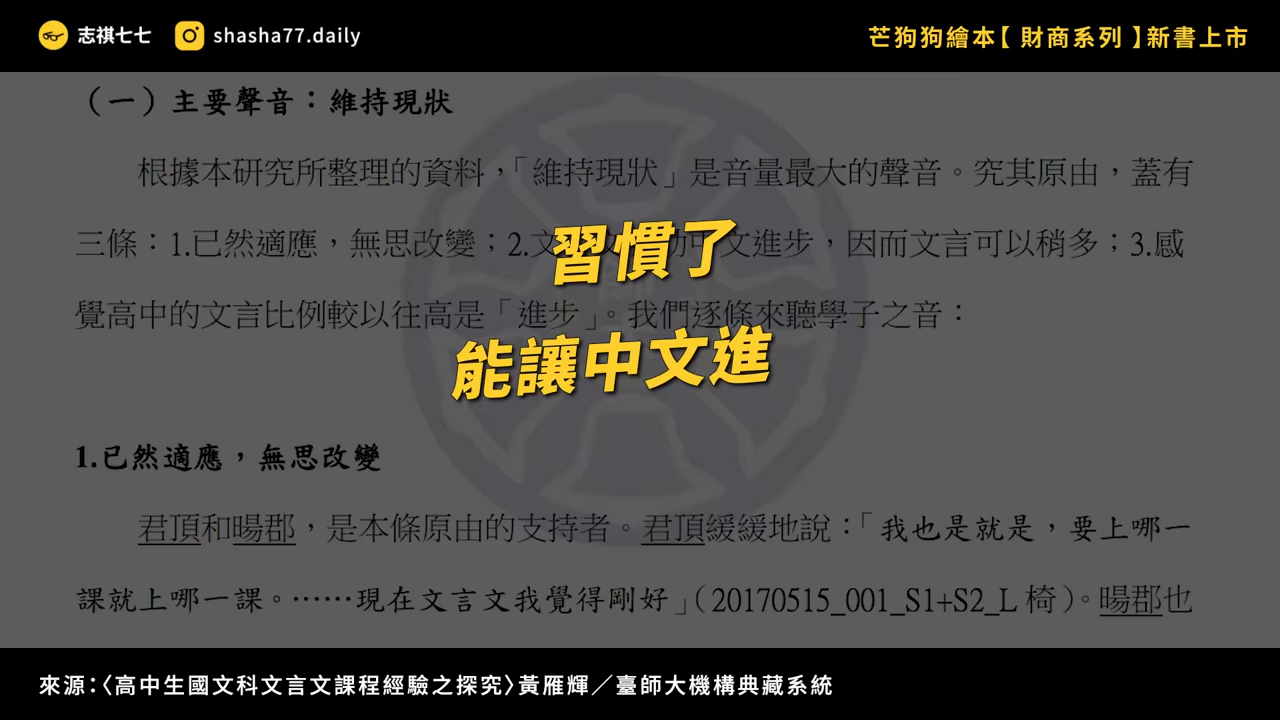 志祺七七 shasha77.daily
芒狗狗繪本【 財商系列 】新書上市
（一）主要聲音：維持現狀
根據本研究所整理的資料，「維持現狀」是音量最大的聲音。究其原由，蓋有
三條：1.已然適應，無思改變；2.文 中文進步，因而文言可以稍多；3.感
覺高中的文言比例較以往高是「進步」。我們逐條來聽學子之音：
習慣了
能讓中文進
1.已然適應，無思改變
君頂和暘郡，是本條原由的支持者。君頂緩緩地說：「我也是就是，要上哪一
課就上哪一課。⋯⋯現在文言文我覺得剛好」（20170515_001_S1+S2_L 椅）。暘郡也
來源：〈高中生國文科文言文課程經驗之探究〉黃雁輝／臺師大機構典藏系統